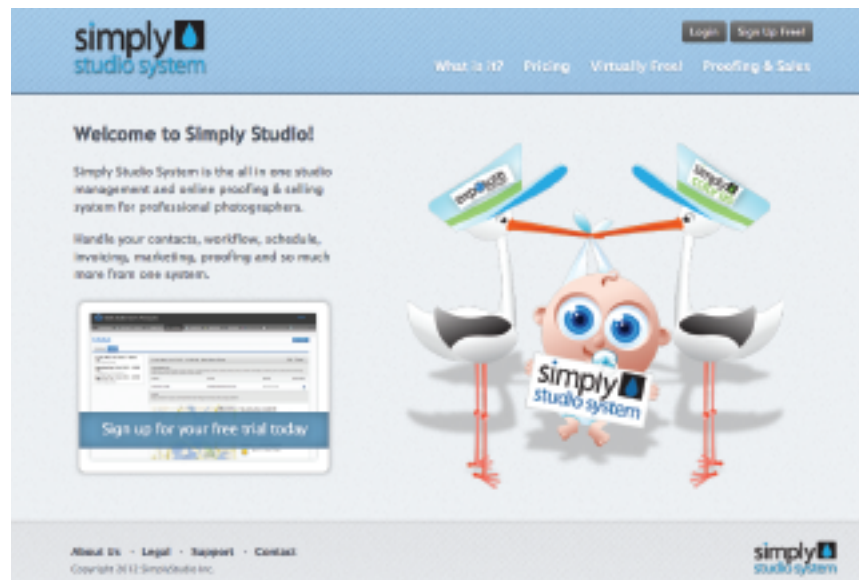 simply
studio system
Login Sign Up Free!
What is it? Pricing Virtually Free! Proofing & Sales
Welcome to Simply Studio!
Simply Studio System is the all in one studio
management and online proofing & selling
system for professional photographers.
Handle your contacts, workflow, schedule,
invoicing, marketing, proofing and so much
more from one system.
Sign up for your free trial today
simply
simply
studio system
About Us · Legal · Support · Contact
Copyright 2012 SimplyStudio Inc.
simply
studio system